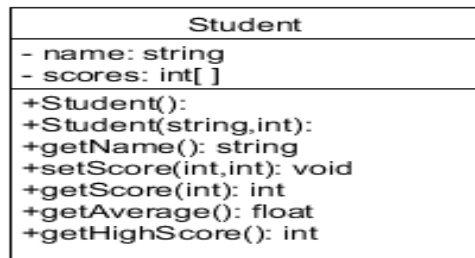 Student
- name: string
- scores: int[ ]
+Student():
+Student(string,int):
+getName(): string
+setScore(int,int): void
+getScore(int): int
+getAverage(): float
+getHighScore(): int